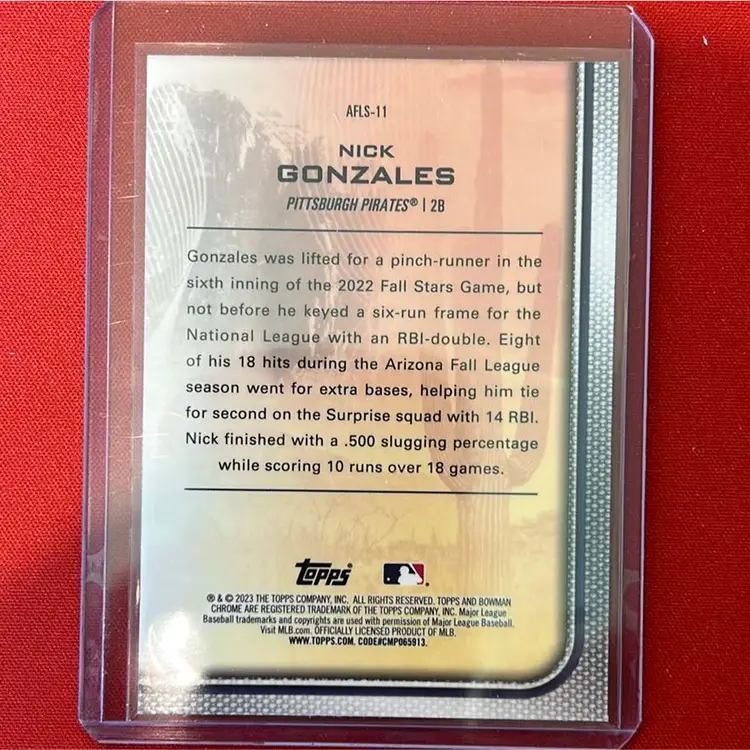 AFLS-11
NICK
GONZALES
PITTSBURGH PIRATES® | 2B
Gonzales was lifted for a pinch-runner in the
sixth inning of the 2022 Fall Stars Game, but
not before he keyed a six-run frame for the
National League with an RBI-double. Eight
of his 18 hits during the Arizona Fall League
season went for extra bases, helping him tie
for second on the Surprise squad with 14 RBI.
Nick finished with a .500 slugging percentage
while scoring 10 runs over 18 games.
topps
® & © 2023 THE TOPPS COMPANY, INC. ALL RIGHTS RESERVED. TOPPS AND BOWMAN
CHROME ARE REGISTERED TRADEMARK OF THE TOPPS COMPANY, INC. Major League
Baseball trademarks and copyrights are used with permission of Major League Baseball.
Visit MLB.com. OFFICIALLY LICENSED PRODUCT OF MLB.
WWW.TOPPS.COM. CODE#CMP065913.